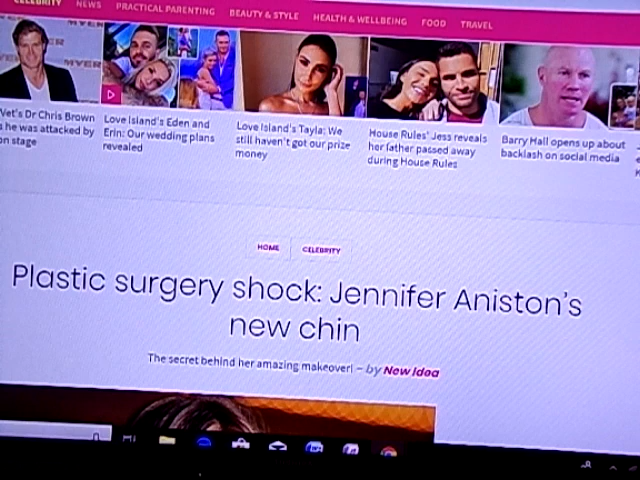 CELEBRITY NEWS PRACTICAL PARENTING BEAUTY & STYLE HEALTH & WELLBEING FOOD TRAVEL
MYER
Vet's Dr Chris Brown
he was attacked by
on stage
Love Island's Eden and
Erin: Our wedding plans
revealed
Love Island's Tayla: We
still haven't got our prize
money
House Rules' Jess reveals
her father passed away
during House Rules
Barry Hall opens up about
backlash on social media
HOME CELEBRITY
Plastic surgery shock: Jennifer Aniston's
new chin
The secret behind her amazing makeover! – by New Idea